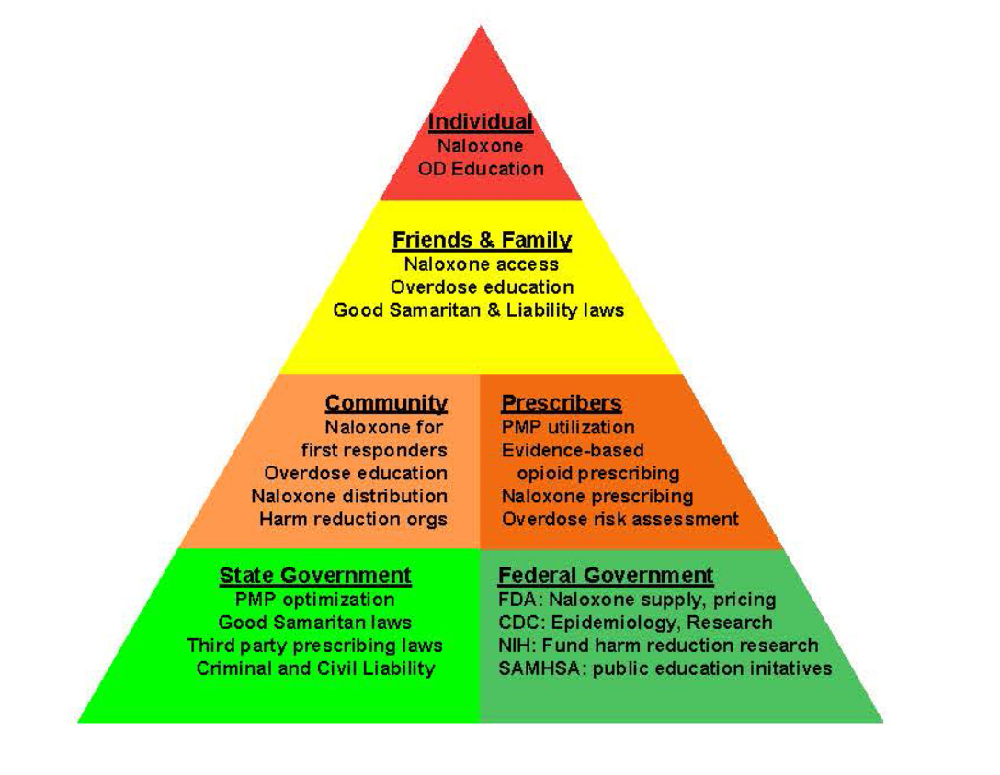 Individual
Naloxone
OD Education
Friends & Family
Naloxone access
Overdose education
Good Samaritan & Liability laws
Community
Naloxone for
first responders
Overdose education
Naloxone distribution
Harm reduction orgs
Prescribers
PMP utilization
Evidence-based
opioid prescribing
Naloxone prescribing
Overdose risk assessment
State Government
PMP optimization
Good Samaritan laws
Third party prescribing laws
Criminal and Civil Liability
Federal Government
FDA: Naloxone supply, pricing
CDC: Epidemiology, Research
NIH: Fund harm reduction research
SAMHSA: public education initatives